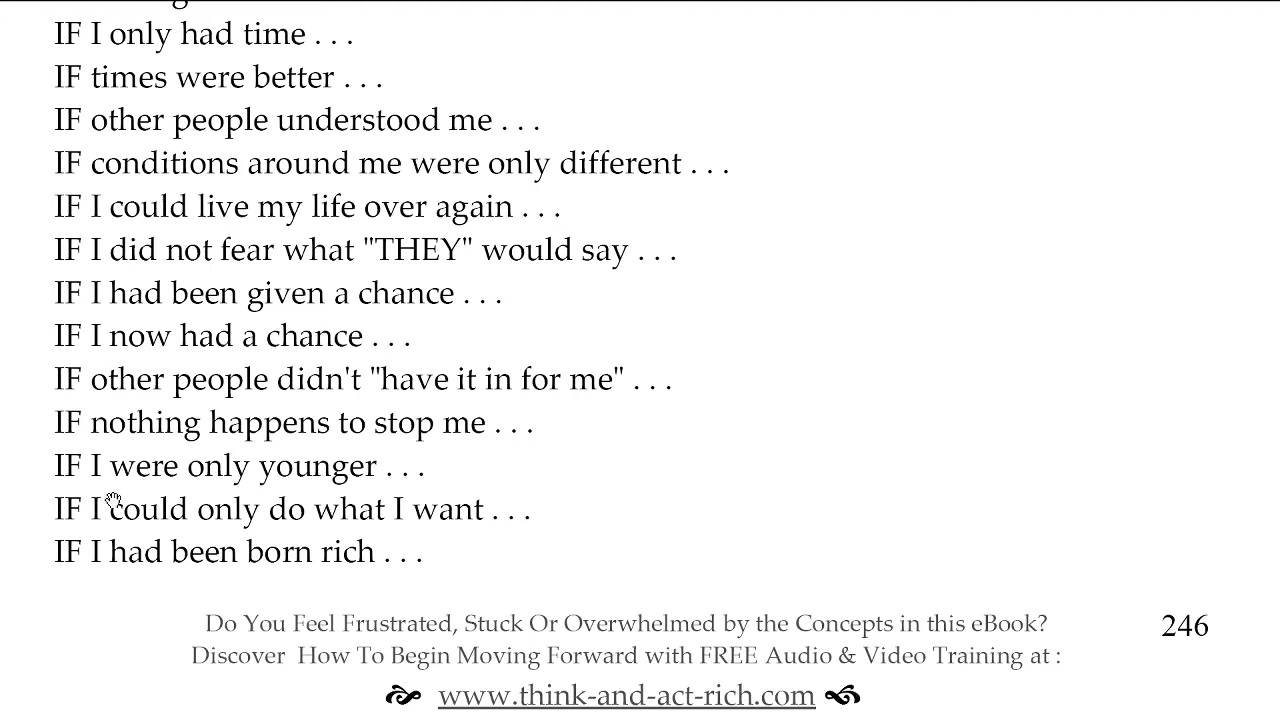 IF I only had time . . .
IF times were better . . .
IF other people understood me . . .
IF conditions around me were only different . . .
IF I could live my life over again . . .
IF I did not fear what "THEY" would say . . .
IF I had been given a chance . . .
IF I now had a chance . . .
IF other people didn't "have it in for me" . . .
IF nothing happens to stop me . . .
IF I were only younger . . .
IF I could only do what I want . . .
IF I had been born rich . . .
Do You Feel Frustrated, Stuck Or Overwhelmed by the Concepts in this eBook?
246
Discover How To Begin Moving Forward with FREE Audio & Video Training at :
www.think-and-act-rich.com